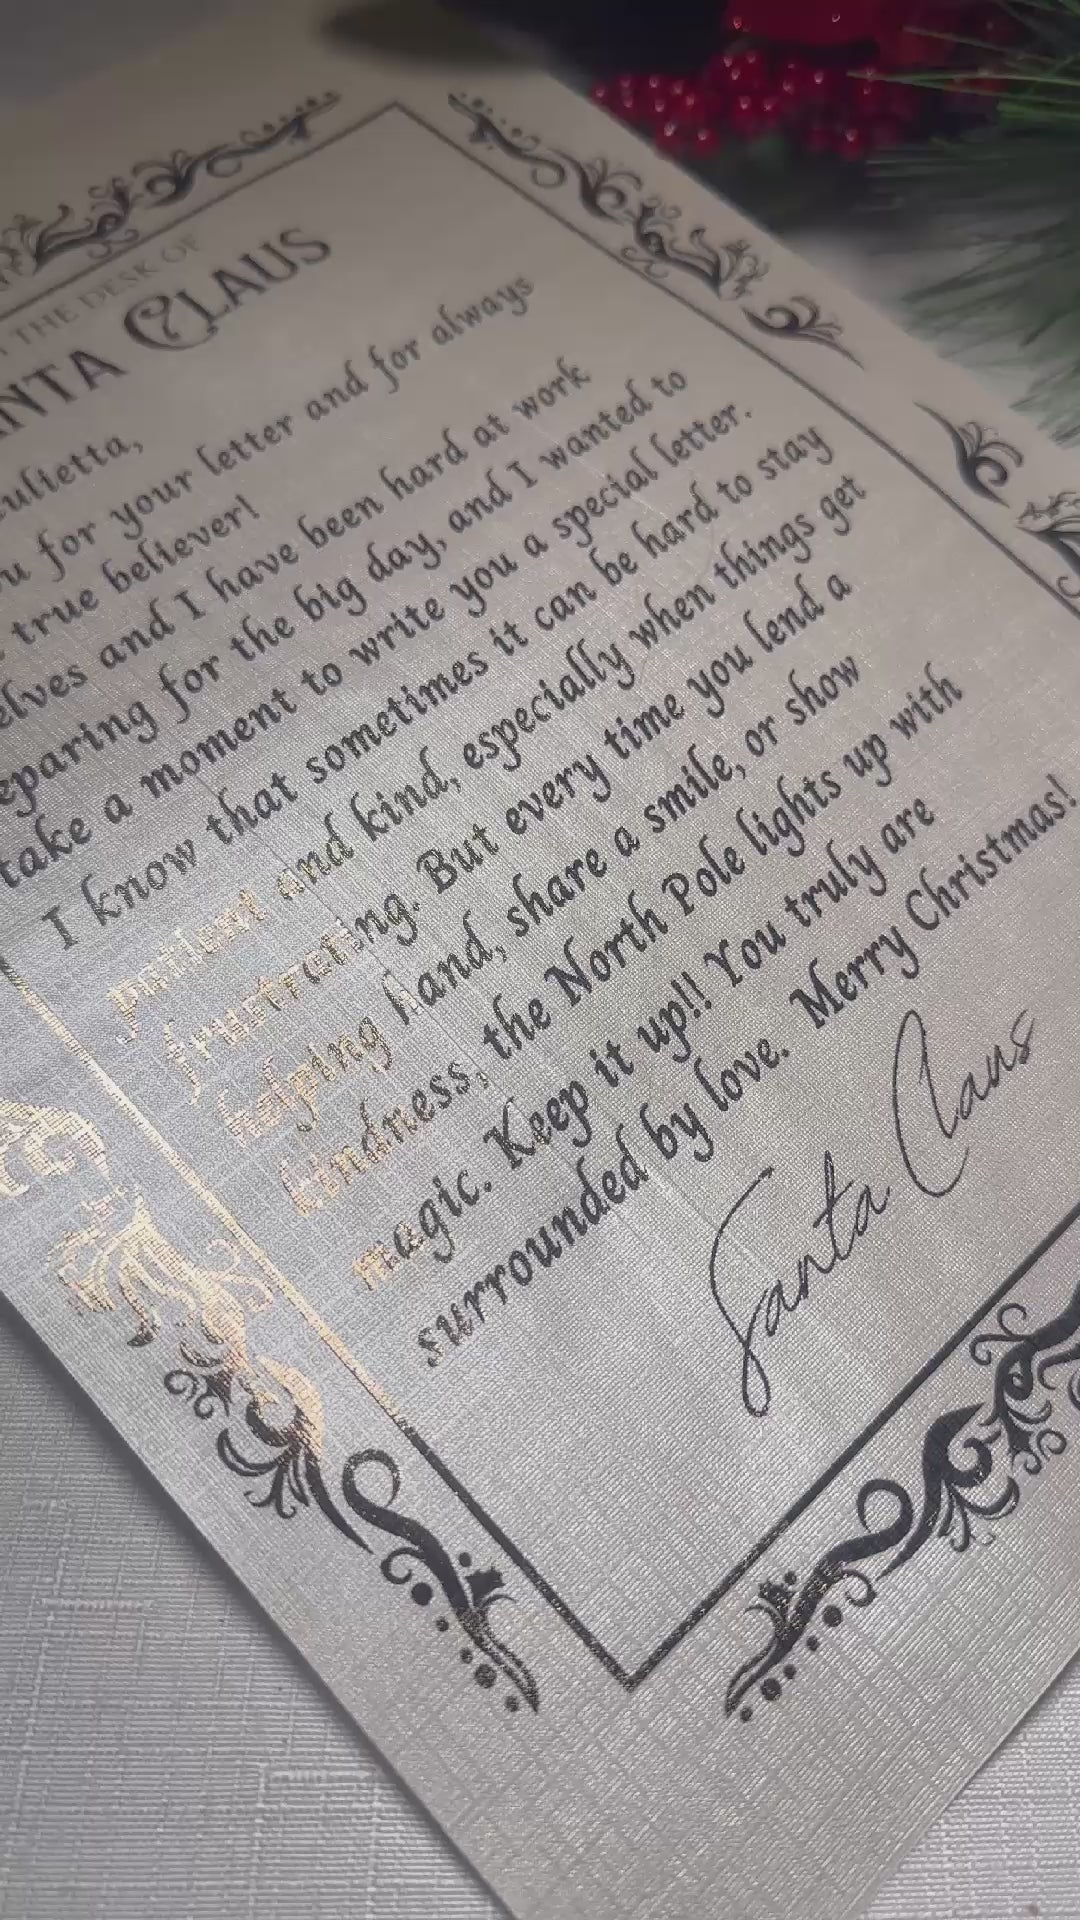 THE DESK OF
CLAUS
for your letter and for always
true believer!
elves and I have been hard at work
for the big day, and I wanted to
take a moment to write you a special letter.
I know that sometimes it can be hard to stay
patient and kind, especially when things get
frustrating. But every time you lend a
helping hand, share a smile, or show
kindness, the North Pole lights up with
magic. Keep it up!! You truly are
surrounded by love. Merry Christmas!
Santa Claus